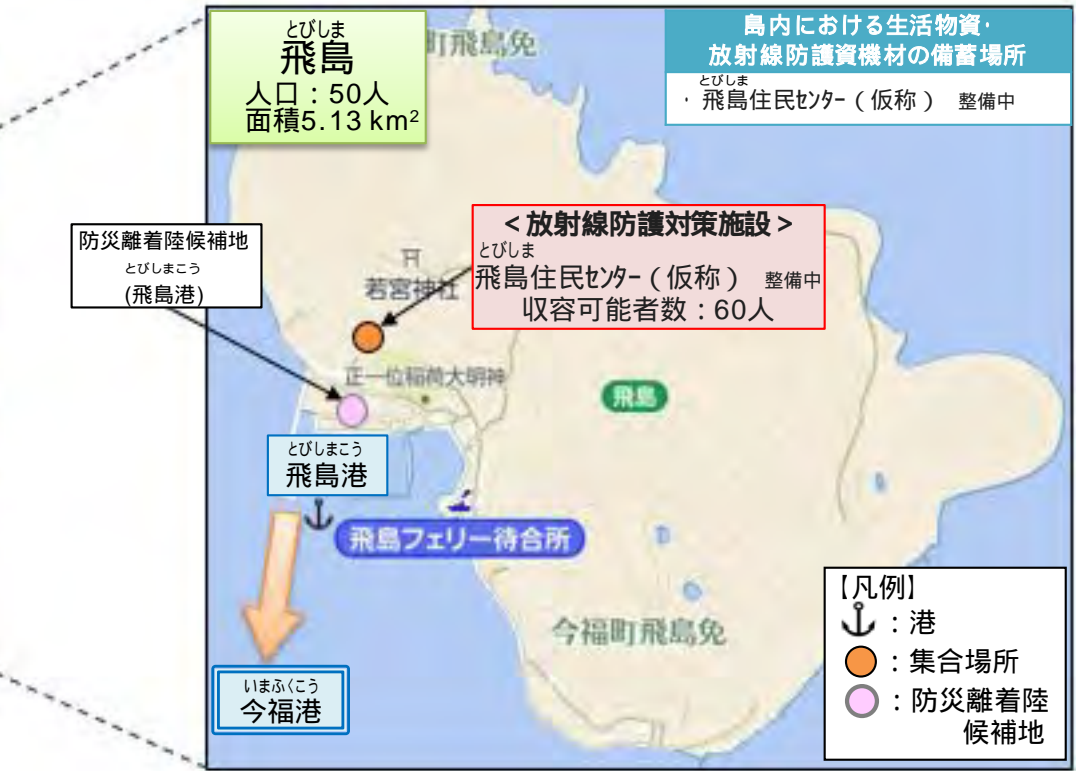 とびしま
飛島
人口：50人
面積5.13 km²
町飛島免
島内における生活物資・
放射線防護資機材の備蓄場所
とびしま
・飛島住民センター（仮称） 整備中
防災離着陸候補地
とびしまこう
(飛島港)
＜放射線防護対策施設＞
とびしま
飛島住民センター（仮称） 整備中
収容可能者数：60人
若宮神社
正一位稲荷大明神
飛島
とびしまこう
飛島港
飛島フェリー待合所
今福町飛島免
いまふくこう
今福港
【凡例】
：港
：集合場所
：防災離着陸
候補地